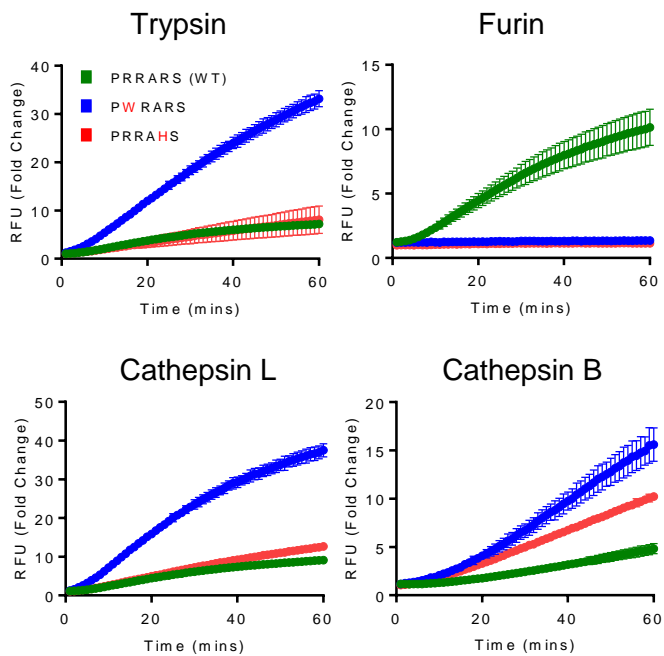 Trypsin
RFU (Fold Change)
40
30
20
10
0
PRRARS (WT)
PWRARS
PRRAHS
0 20 40 60
Time (mins)
Furin
RFU (Fold Change)
15
10
5
0
0 20 40 60
Time (mins)
Cathepsin L
RFU (Fold Change)
50
40
30
20
10
0
0 20 40 60
Time (mins)
Cathepsin B
RFU (Fold Change)
20
15
10
5
0
0 20 40 60
Time (mins)